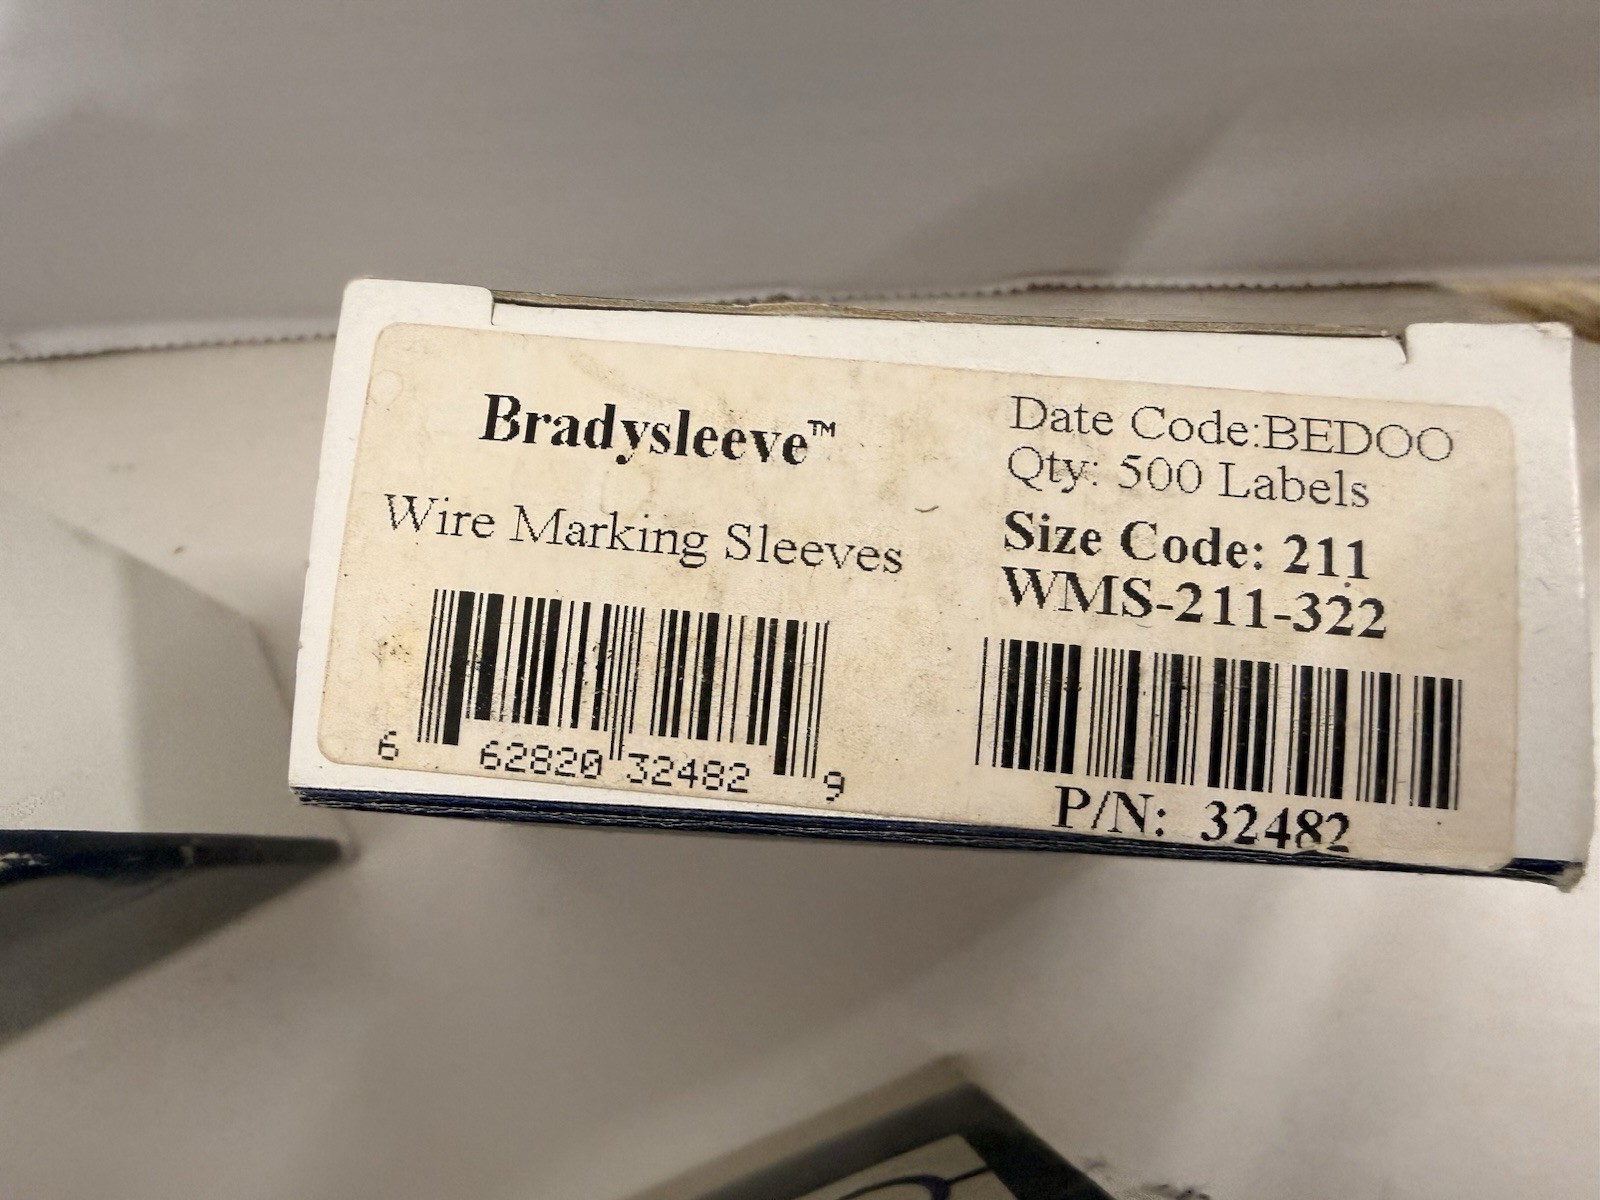 Bradysleeve™
Wire Marking Sleeves
6 62820 32482 9
Date Code:BEDOO
Qty: 500 Labels
Size Code: 211
WMS-211-322
P/N: 32482